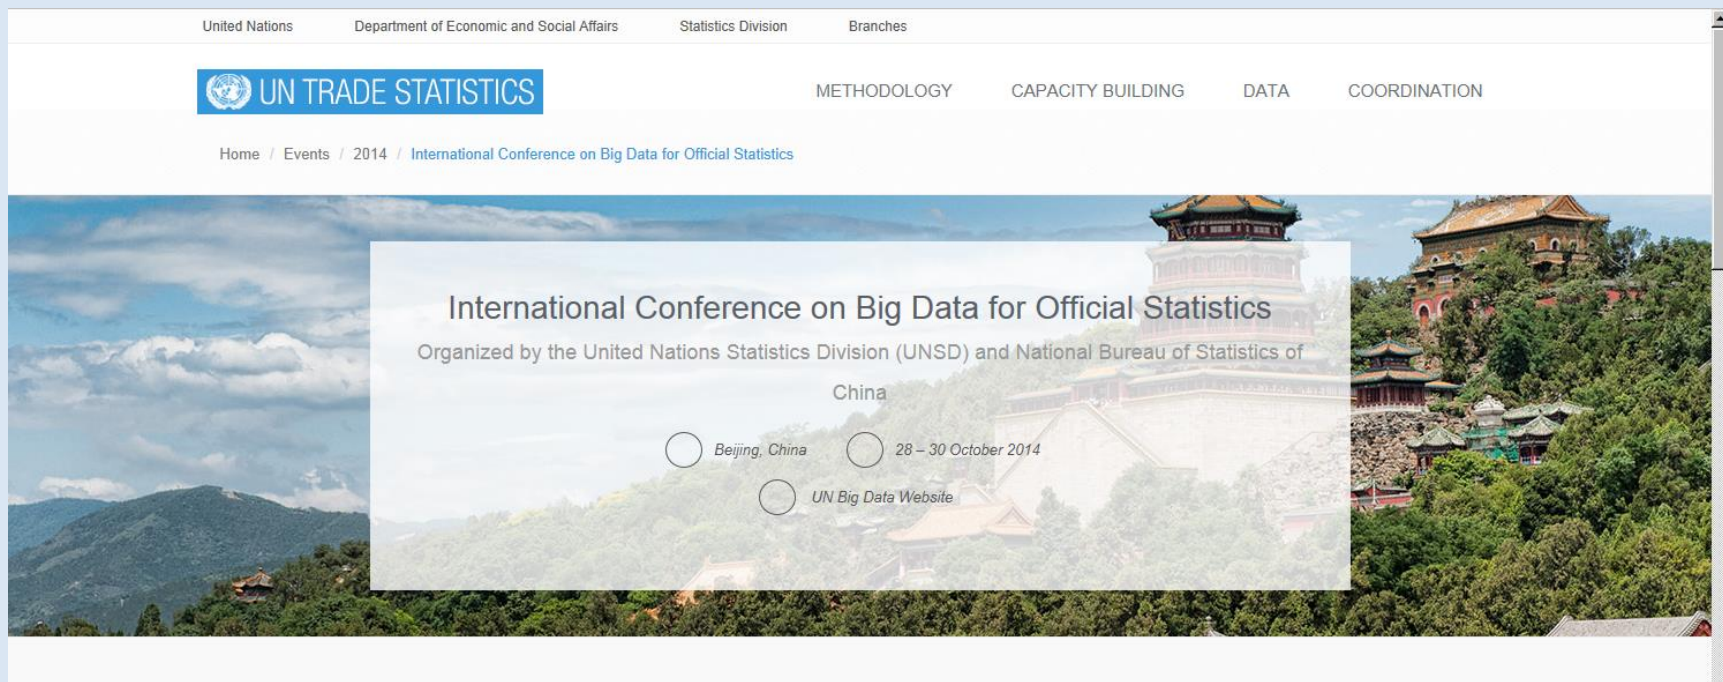 United Nations Department of Economic and Social Affairs Statistics Division Branches
UN TRADE STATISTICS METHODOLOGY CAPACITY BUILDING DATA COORDINATION
Home / Events / 2014 / International Conference on Big Data for Official Statistics
International Conference on Big Data for Official Statistics
Organized by the United Nations Statistics Division (UNSD) and National Bureau of Statistics of
China
Beijing, China 28 – 30 October 2014
UN Big Data Website